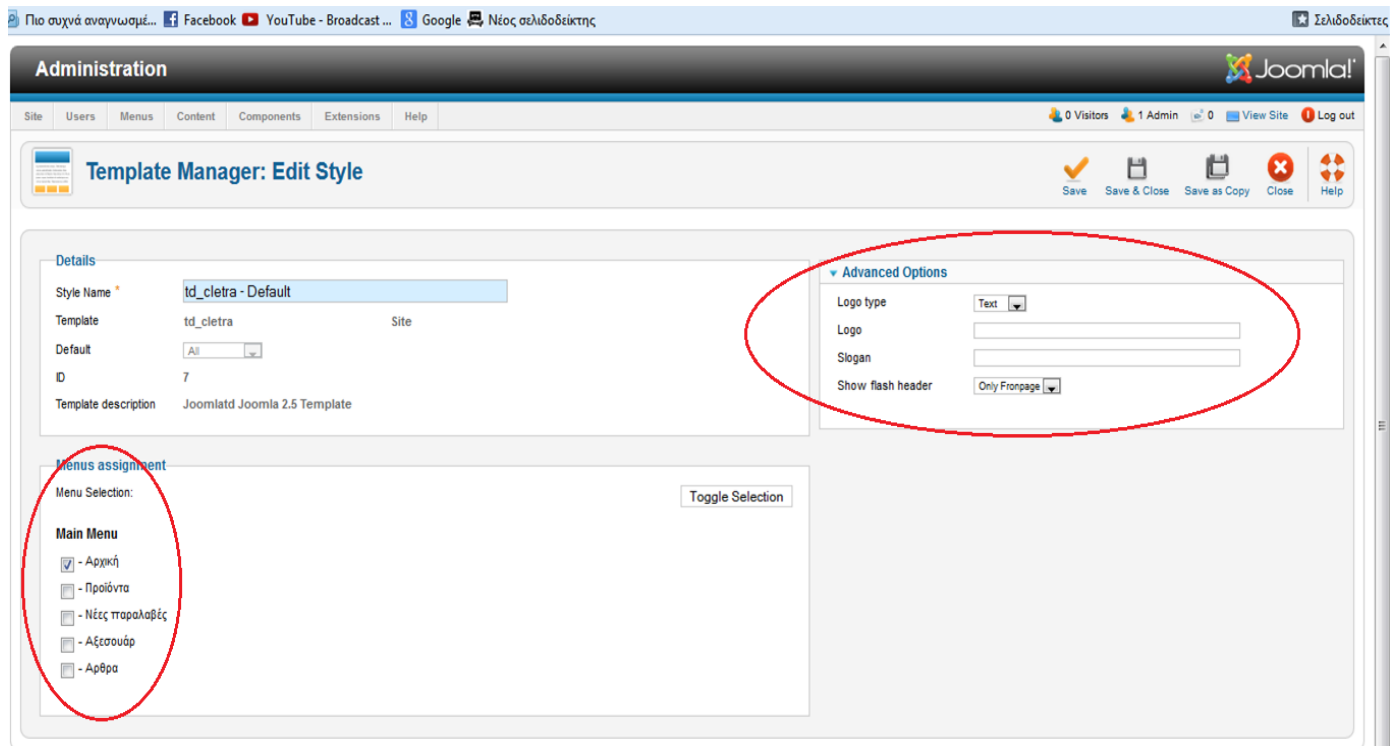 Πιο συχνά αναγνωσμέ... Facebook YouTube - Broadcast ... Google Νέος σελιδοδείκτης Σελιδοδείκτες
Administration Joomla!
Site Users Menus Content Components Extensions Help 0 Visitors 1 Admin 0 View Site Log out
Template Manager: Edit Style
Save Save & Close Save as Copy Close Help
Details
Style Name * td_cletra - Default
Template td_cletra Site
Default All
ID 7
Template description Joomlatd Joomla 2.5 Template
Advanced Options
Logo type Text
Logo
Slogan
Show flash header Only Fronpage
Menus assignment
Menu Selection: Toggle Selection
Main Menu
- Αρχική
- Προϊόντα
- Νέες παραλαβές
- Αξεσουάρ
- Αρθρα